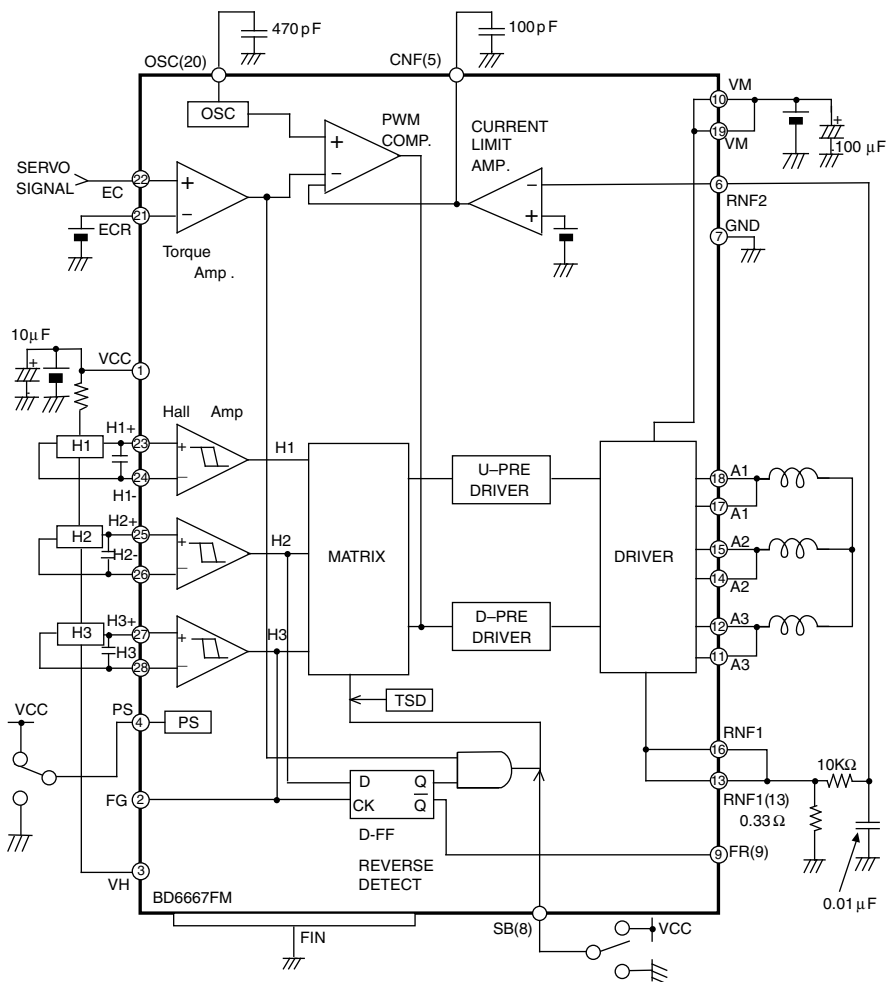 470pF
100pF
OSC(20)
CNF(5)
VM
10
OSC
PWM
COMP.
CURRENT
LIMIT
AMP.
19
VM
100 μF
SERVO
SIGNAL
22
EC
21
ECR
Torque
Amp .
6
RNF2
7
GND
10μF
VCC
1
Hall Amp
H1+
23
H1
24
H1-
H1
H2+
25
H2
H2-
26
H2
H3+
27
H3
H3
28
H3
MATRIX
U–PRE
DRIVER
D-PRE
DRIVER
DRIVER
18
A1
17
A1
15
A2
14
A2
12
A3
11
A3
TSD
VCC
PS
4
PS
RNF1
16
13
RNF1(13)
10KΩ
0.33Ω
0.01μF
FG
2
D
Q
CK
Q
D-FF
REVERSE
DETECT
9
FR(9)
3
VH
BD6667FM
FIN
SB(8)
VCC